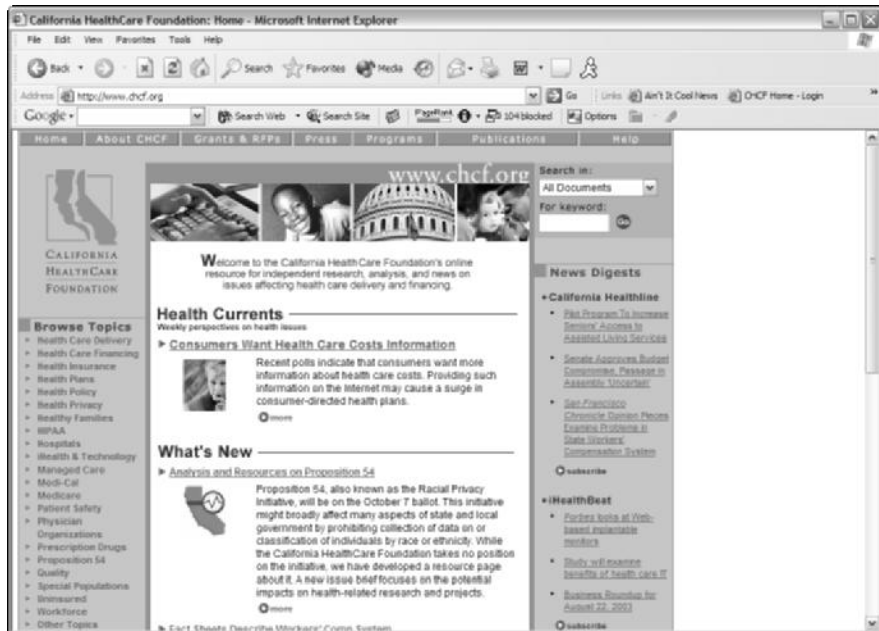 California HealthCare Foundation: Home - Microsoft Internet Explorer
File Edit View Favorites Tools Help
Back Search Favorites Media
Address http://www.chcf.org Go Links Ain't It Cool News CHCF Home - Login
Google Search Web Search Site PageRank 104 blocked Options
Home About CHCF Grants & RFPs Press Programs Publications Help
www.chcf.org
CALIFORNIA
HEALTHCARE
FOUNDATION
Browse Topics
Health Care Delivery
Health Care Financing
Health Insurance
Health Plans
Health Policy
Health Privacy
Healthy Families
HIPAA
Hospitals
iHealth & Technology
Managed Care
Medi-Cal
Medicare
Patient Safety
Physician
Organizations
Prescription Drugs
Proposition 54
Quality
Special Populations
Uninsured
Workforce
Other Topics
Welcome to the California HealthCare Foundation's online
resource for independent research, analysis, and news on
issues affecting health care delivery and financing.
Health Currents
Weekly perspectives on health issues
Consumers Want Health Care Costs Information
Recent polls indicate that consumers want more
information about health care costs. Providing such
information on the Internet may cause a surge in
consumer-directed health plans.
more
What's New
Analysis and Resources on Proposition 54
Proposition 54, also known as the Racial Privacy
Initiative, will be on the October 7 ballot. This initiative
might broadly affect many aspects of state and local
government by prohibiting collection of data on or
classification of individuals by race or ethnicity. While
the California HealthCare Foundation takes no position
on the initiative, we have developed a resource page
about it. A new issue brief focuses on the potential
impacts on health-related research and projects.
more
Fact Sheets Describe Workers' Comp System
Search in:
All Documents
For keyword:
Go
News Digests
California Healthline
Pilot Program To Increase
Seniors' Access to
Assisted Living Services
Senate Approves Budget
Compromise, Passage in
Assembly 'Uncertain'
San Francisco
Chronicle Opinion Pieces
Examine Problems in
State Workers'
Compensation System
subscribe
iHealthBeat
Forbes looks at Web-
based implantable
monitors
Study will examine
benefits of health care IT
Business Roundup for
August 22, 2003
subscribe